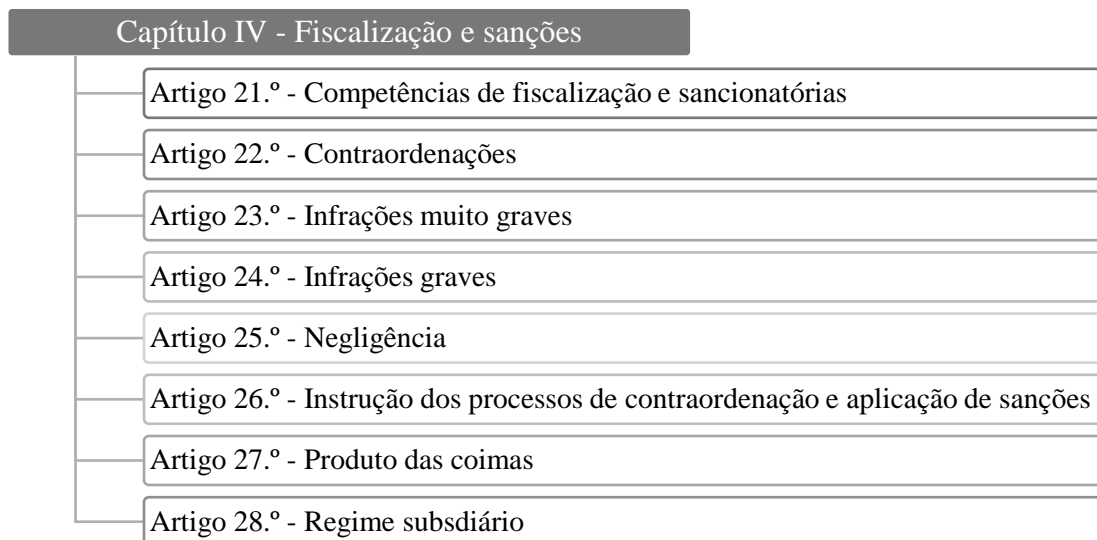 Capítulo IV - Fiscalização e sanções
Artigo 21.º - Competências de fiscalização e sancionatórias
Artigo 22.º - Contraordenações
Artigo 23.º - Infrações muito graves
Artigo 24.º - Infrações graves
Artigo 25.º - Negligência
Artigo 26.º - Instrução dos processos de contraordenação e aplicação de sanções
Artigo 27.º - Produto das coimas
Artigo 28.º - Regime subsdiário